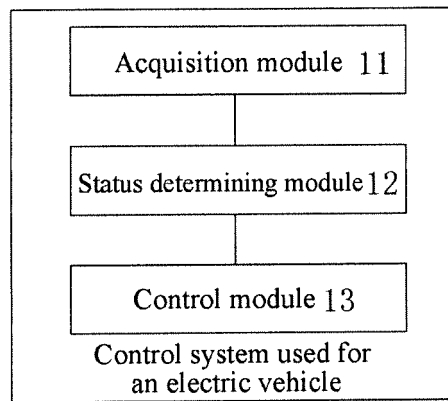 Acquisition module 11
Status determining module 12
Control module 13
Control system used for
an electric vehicle